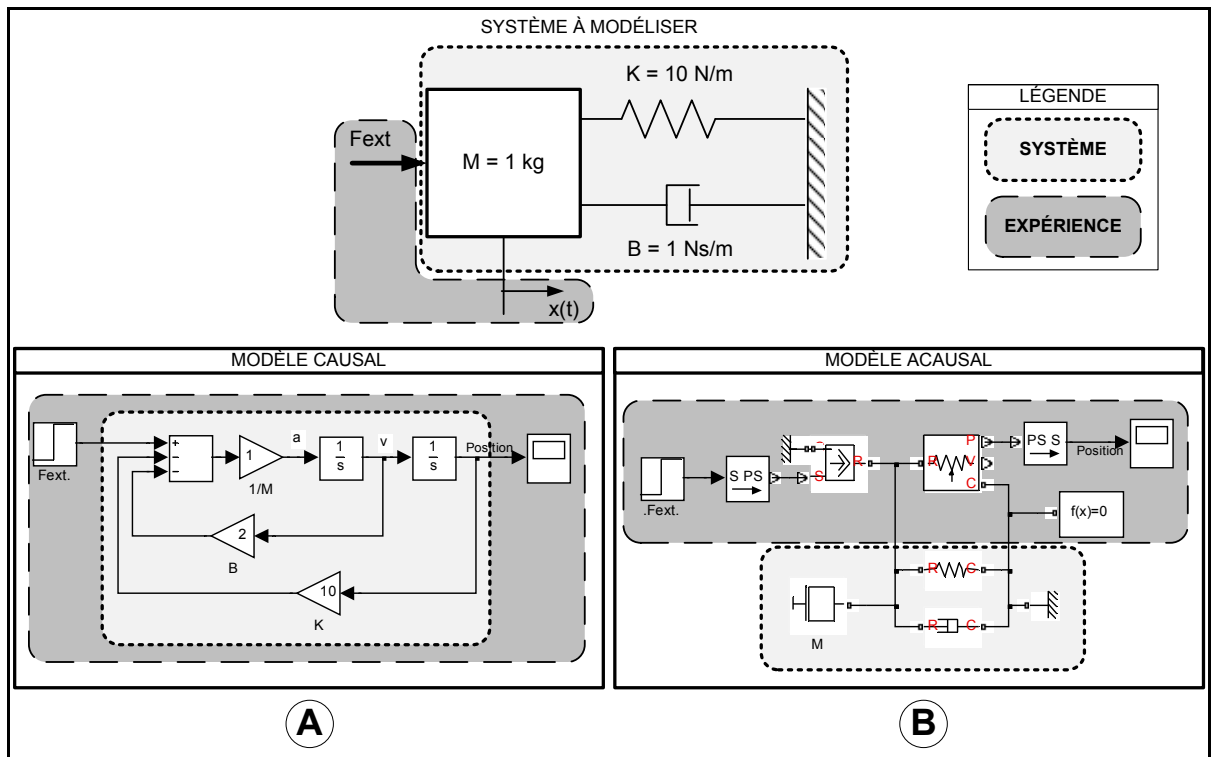 SYSTÈME À MODÉLISER
K = 10 N/m
Fext
M = 1 kg
B = 1 Ns/m
x(t)
LÉGENDE
SYSTÈME
EXPÉRIENCE
MODÈLE CAUSAL
Fext.
+
−
−
1
1/M
a
1
s
v
1
s
Position
2
B
10
K
A
MODÈLE ACAUSAL
.Fext.
S PS
S
R
R
P
V
C
PS S
Position
f(x)=0
R
C
R
C
M
B